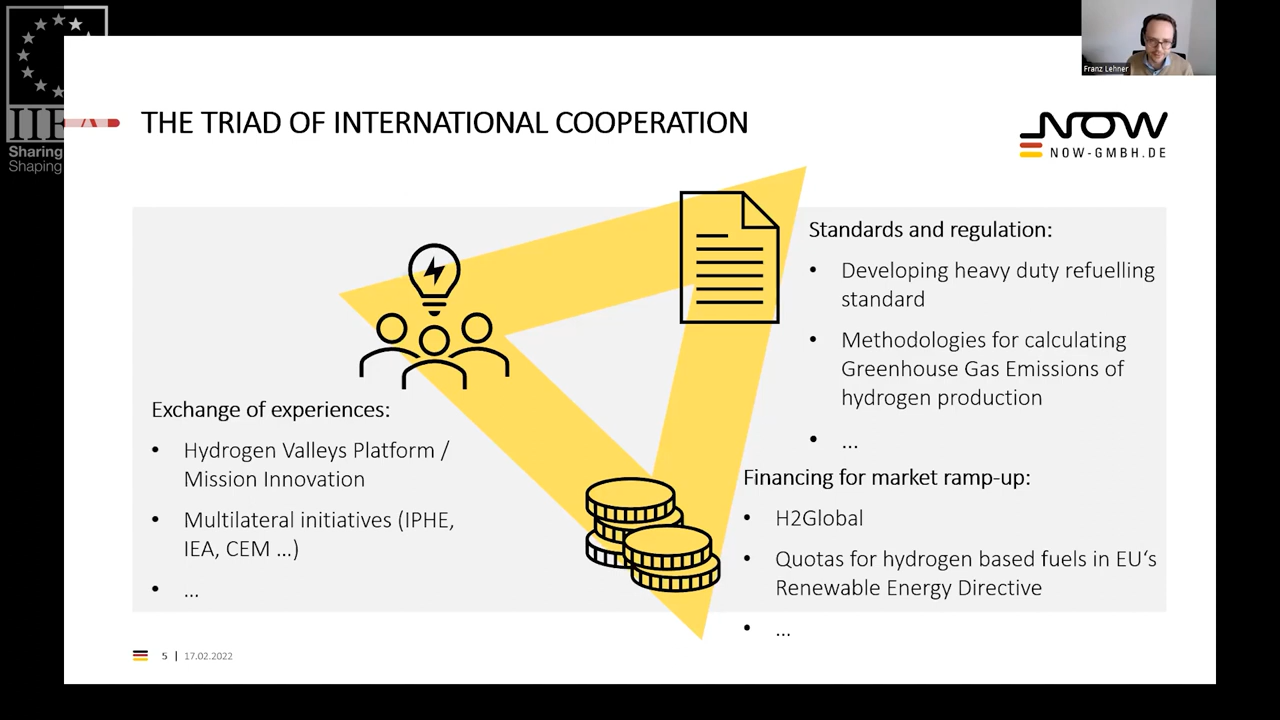 Franz Lehner
THE TRIAD OF INTERNATIONAL COOPERATION
NOW
NOW-GMBH.DE
IIEA
Sharing
Shaping
Standards and regulation:
• Developing heavy duty refuelling
standard
• Methodologies for calculating
Greenhouse Gas Emissions of
hydrogen production
• ...
Exchange of experiences:
• Hydrogen Valleys Platform /
Mission Innovation
• Multilateral initiatives (IPHE,
IEA, CEM ...)
• ...
Financing for market ramp-up:
• H2Global
• Quotas for hydrogen based fuels in EU‘s
Renewable Energy Directive
• ...
5 | 17.02.2022